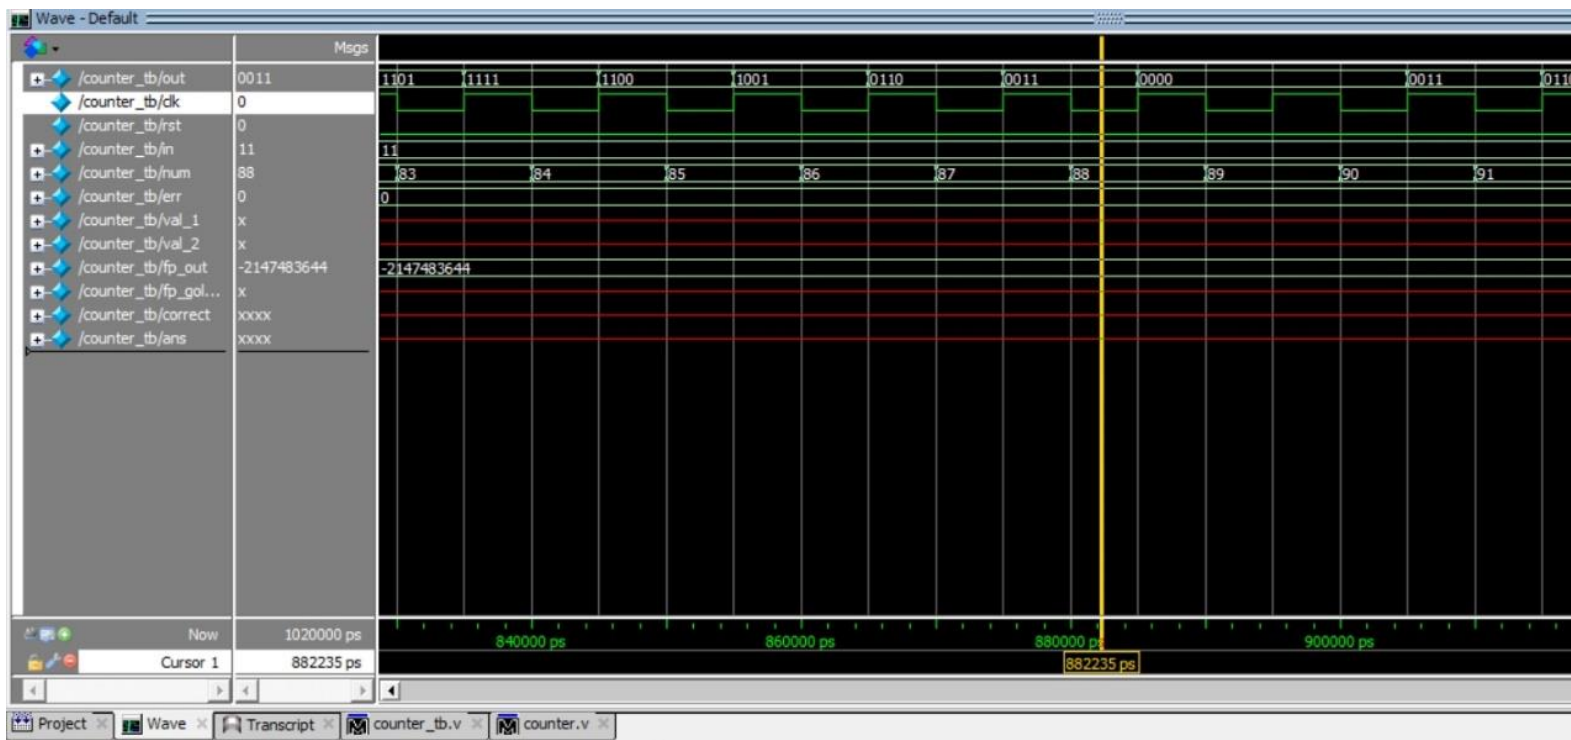 Wave - Default
Msgs
/counter_tb/out 0011 1101 1111 1100 1001 0110 0011 0000 0011 011
/counter_tb/clk 0
/counter_tb/rst 0
/counter_tb/in 11 11
/counter_tb/num 88 83 84 85 86 87 88 89 90 91
/counter_tb/err 0 0
/counter_tb/val_1 x
/counter_tb/val_2 x
/counter_tb/fp_out -2147483644 -2147483644
/counter_tb/fp_gol... x
/counter_tb/correct xxxx
/counter_tb/ans xxxx
Now 1020000 ps 840000 ps 860000 ps 880000 ps 900000 ps
Cursor 1 882235 ps 882235 ps
Project Wave Transcript counter_tb.v counter.v